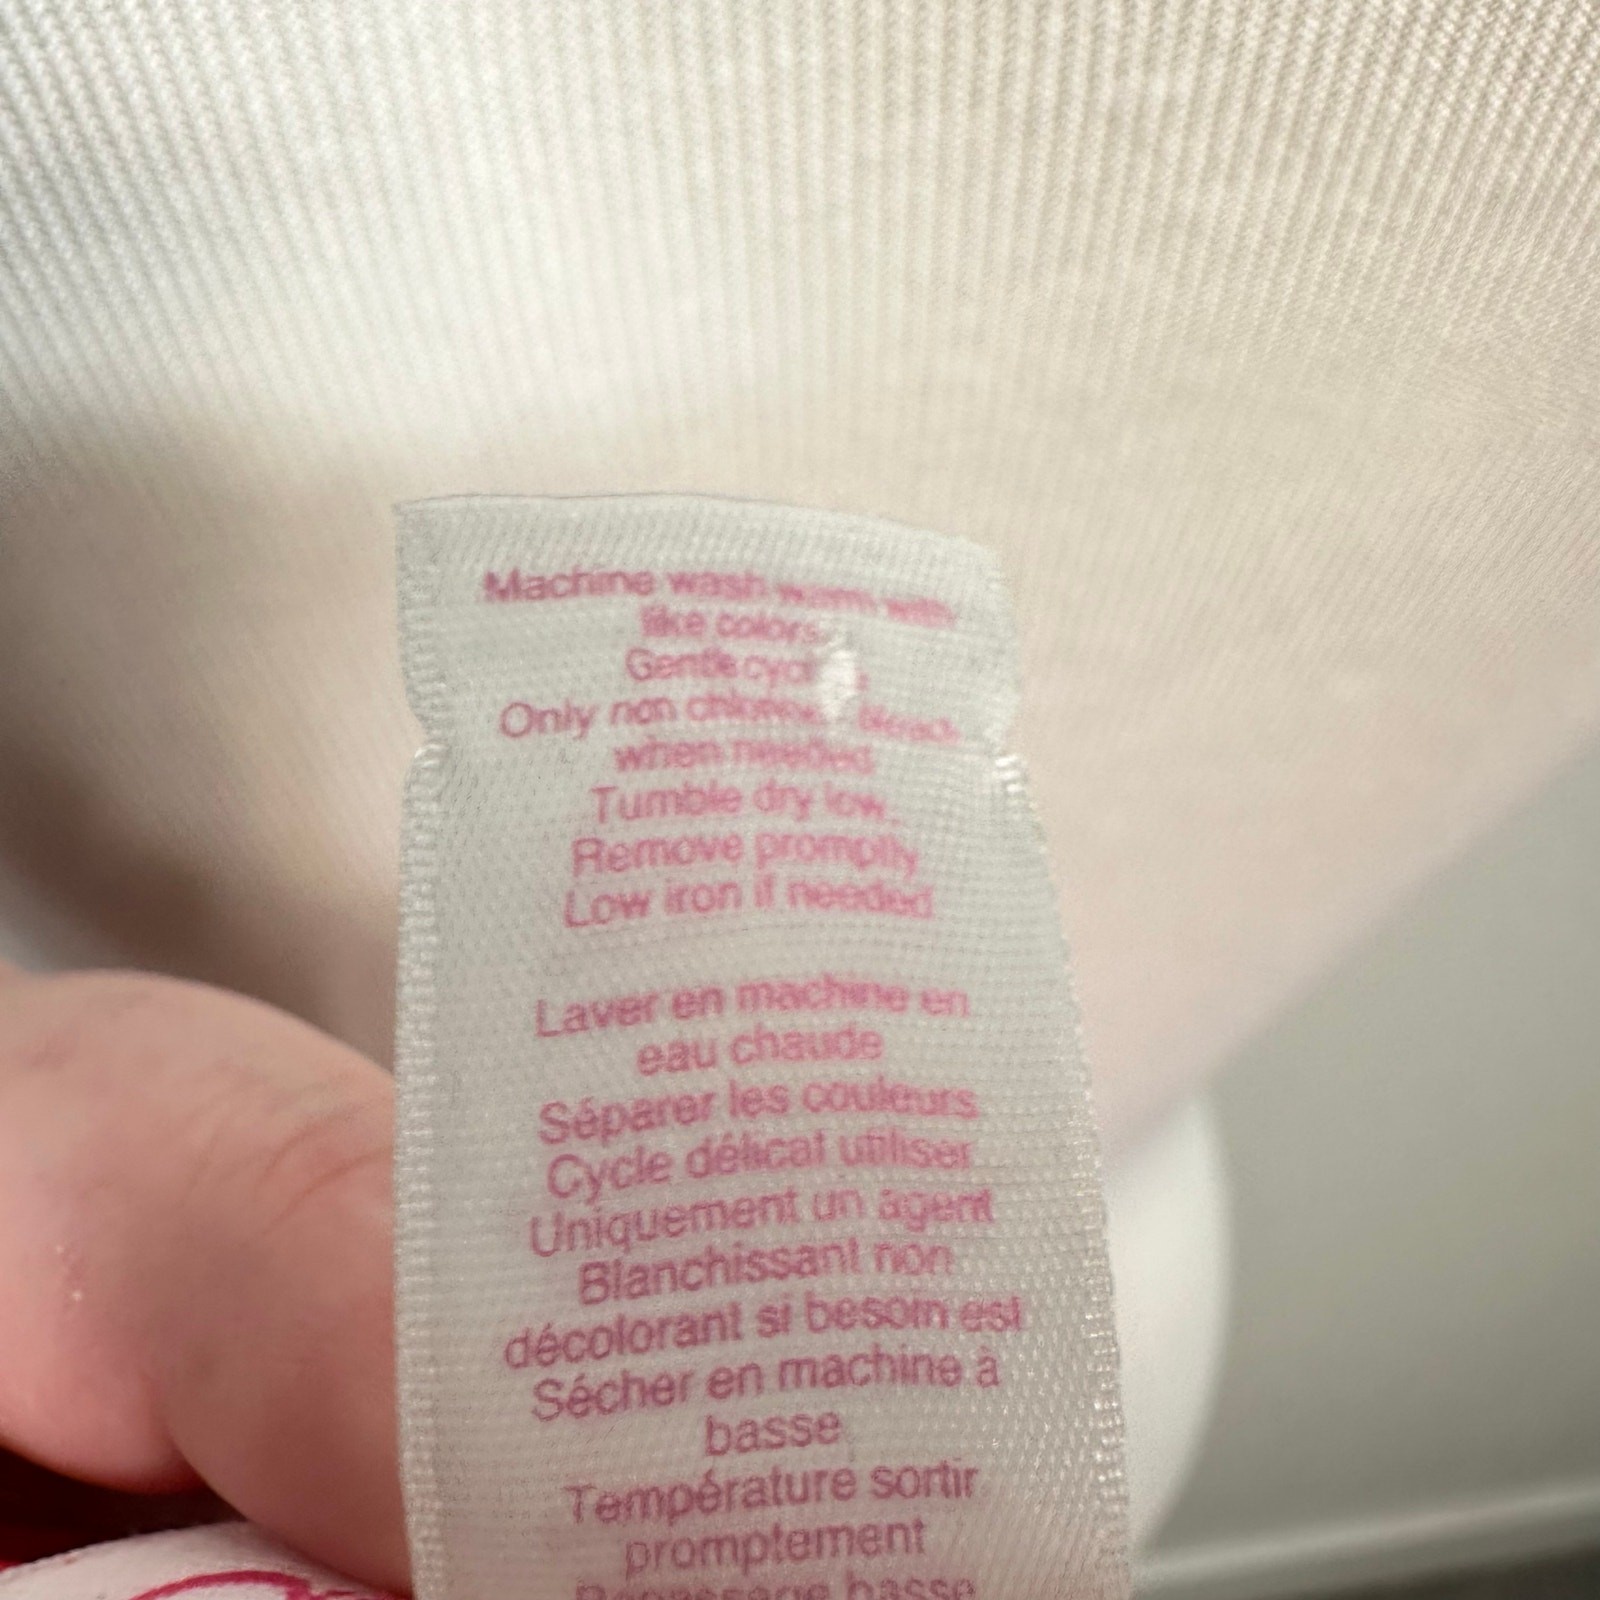 Machine wash warm with
like colors
Gentle cycle
Only non chlorine bleach
when needed
Tumble dry low
Remove promptly
Low iron if needed
Laver en machine en
eau chaude
Séparer les couleurs
Cycle délicat utiliser
Uniquement un agent
Blanchissant non
décolorant si besoin est
Sécher en machine à
basse
Température sortir
promptement
Repasserie basse